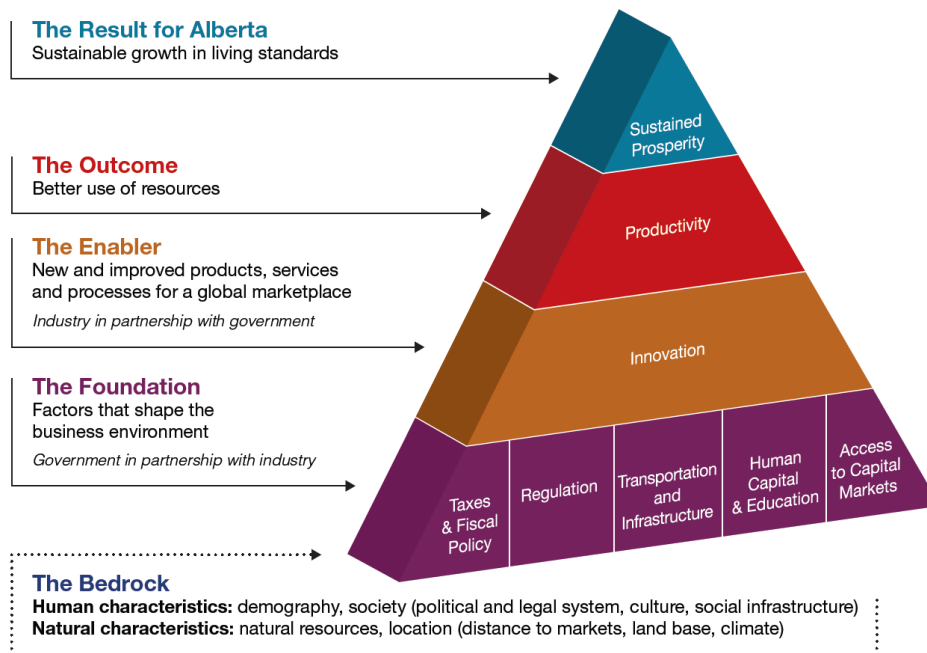 The Result for Alberta
Sustainable growth in living standards
Sustained
Prosperity
The Outcome
Better use of resources
Productivity
The Enabler
New and improved products, services
and processes for a global marketplace
Industry in partnership with government
Innovation
The Foundation
Factors that shape the
business environment
Government in partnership with industry
Taxes
& Fiscal
Policy
Regulation
Transportation
and
Infrastructure
Human
Capital
& Education
Access
to Capital
Markets
The Bedrock
Human characteristics: demography, society (political and legal system, culture, social infrastructure)
Natural characteristics: natural resources, location (distance to markets, land base, climate)